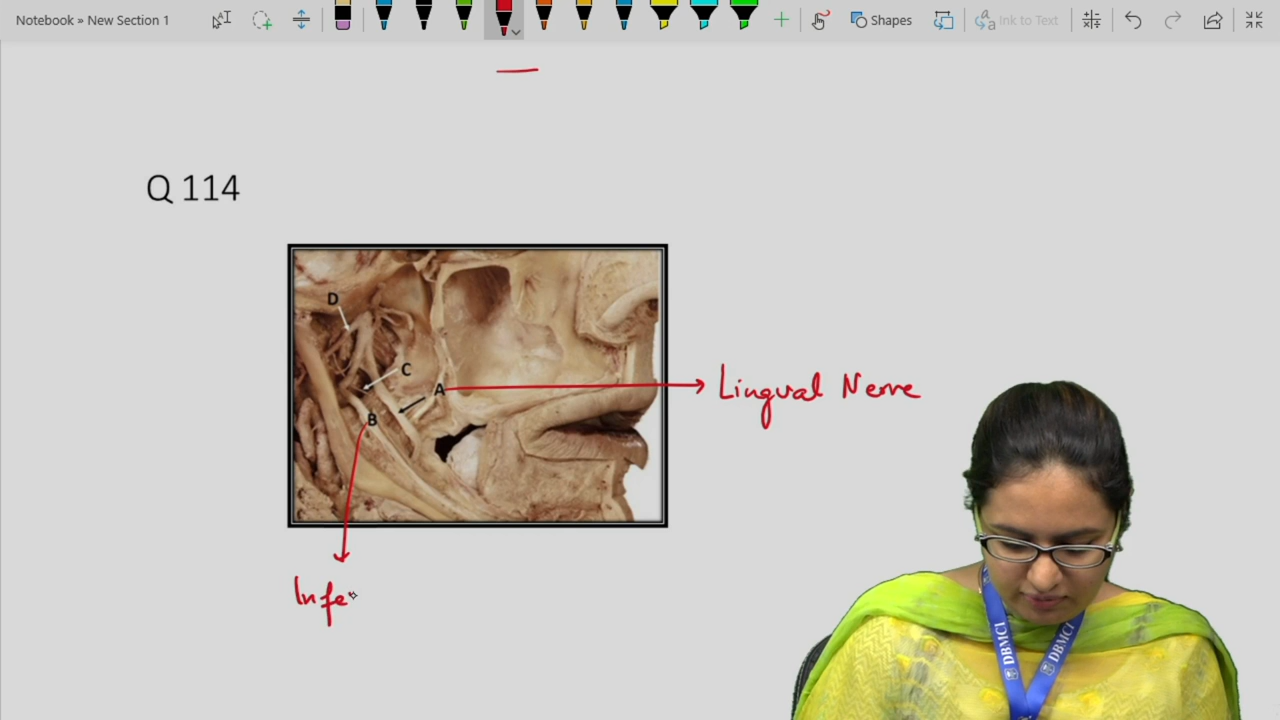 Notebook » New Section 1
Shapes
Ink to Text
Q 114
D
C
A
B
Lingual Nerve
Infe
DBMCI
DBMCI